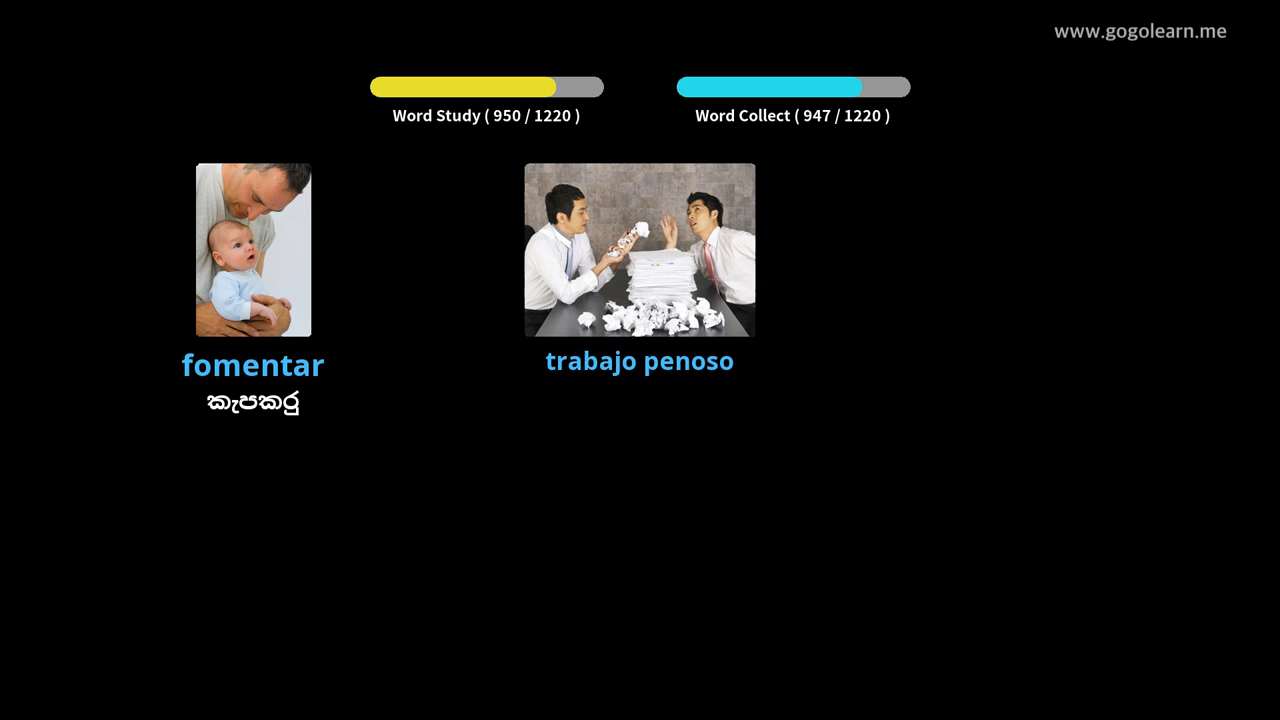 www.gogolearn.me
Word Study ( 950 / 1220 )
Word Collect ( 947 / 1220 )
fomentar
කැපකරු
trabajo penoso